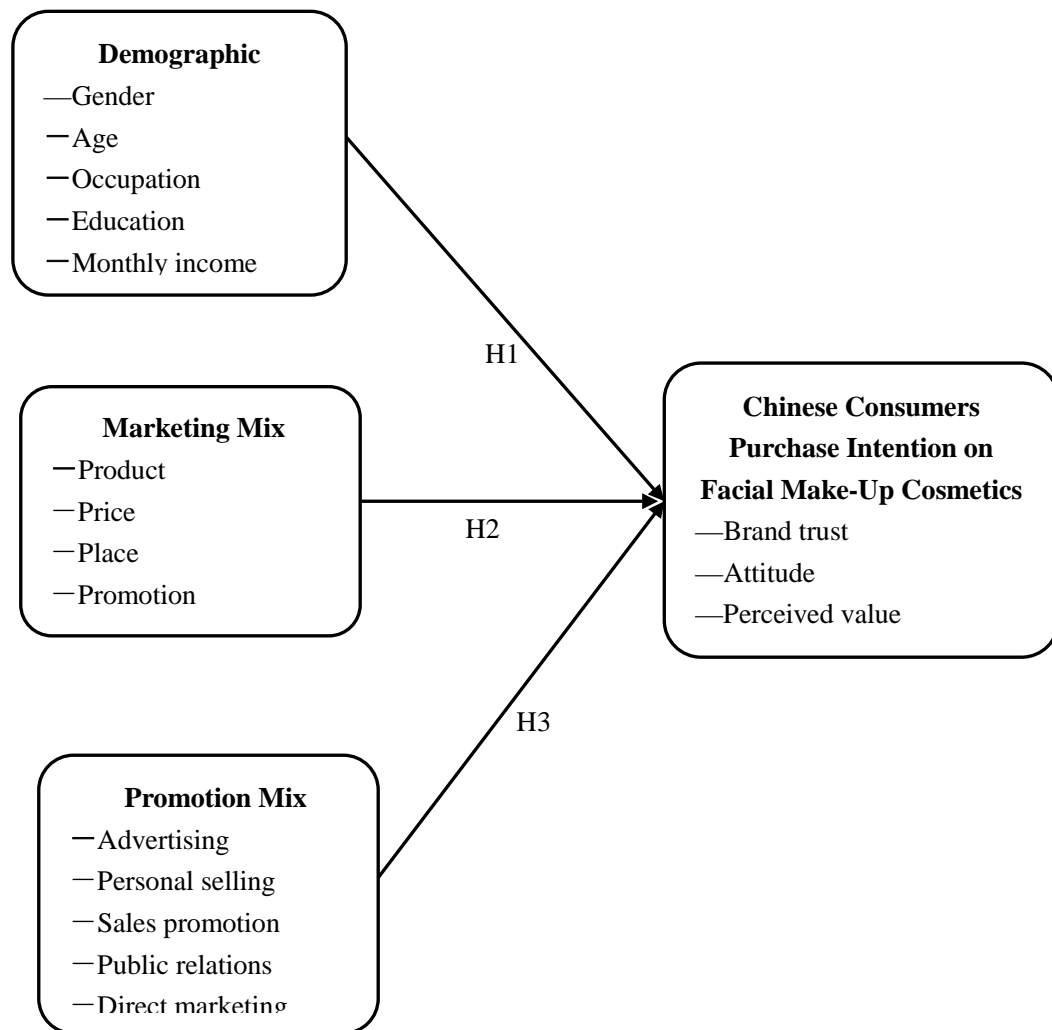 Demographic
—Gender
—Age
—Occupation
—Education
—Monthly income
H1
Marketing Mix
—Product
—Price
—Place
—Promotion
H2
Chinese Consumers
Purchase Intention on
Facial Make-Up Cosmetics
—Brand trust
—Attitude
—Perceived value
H3
Promotion Mix
—Advertising
—Personal selling
—Sales promotion
—Public relations
—Direct marketing